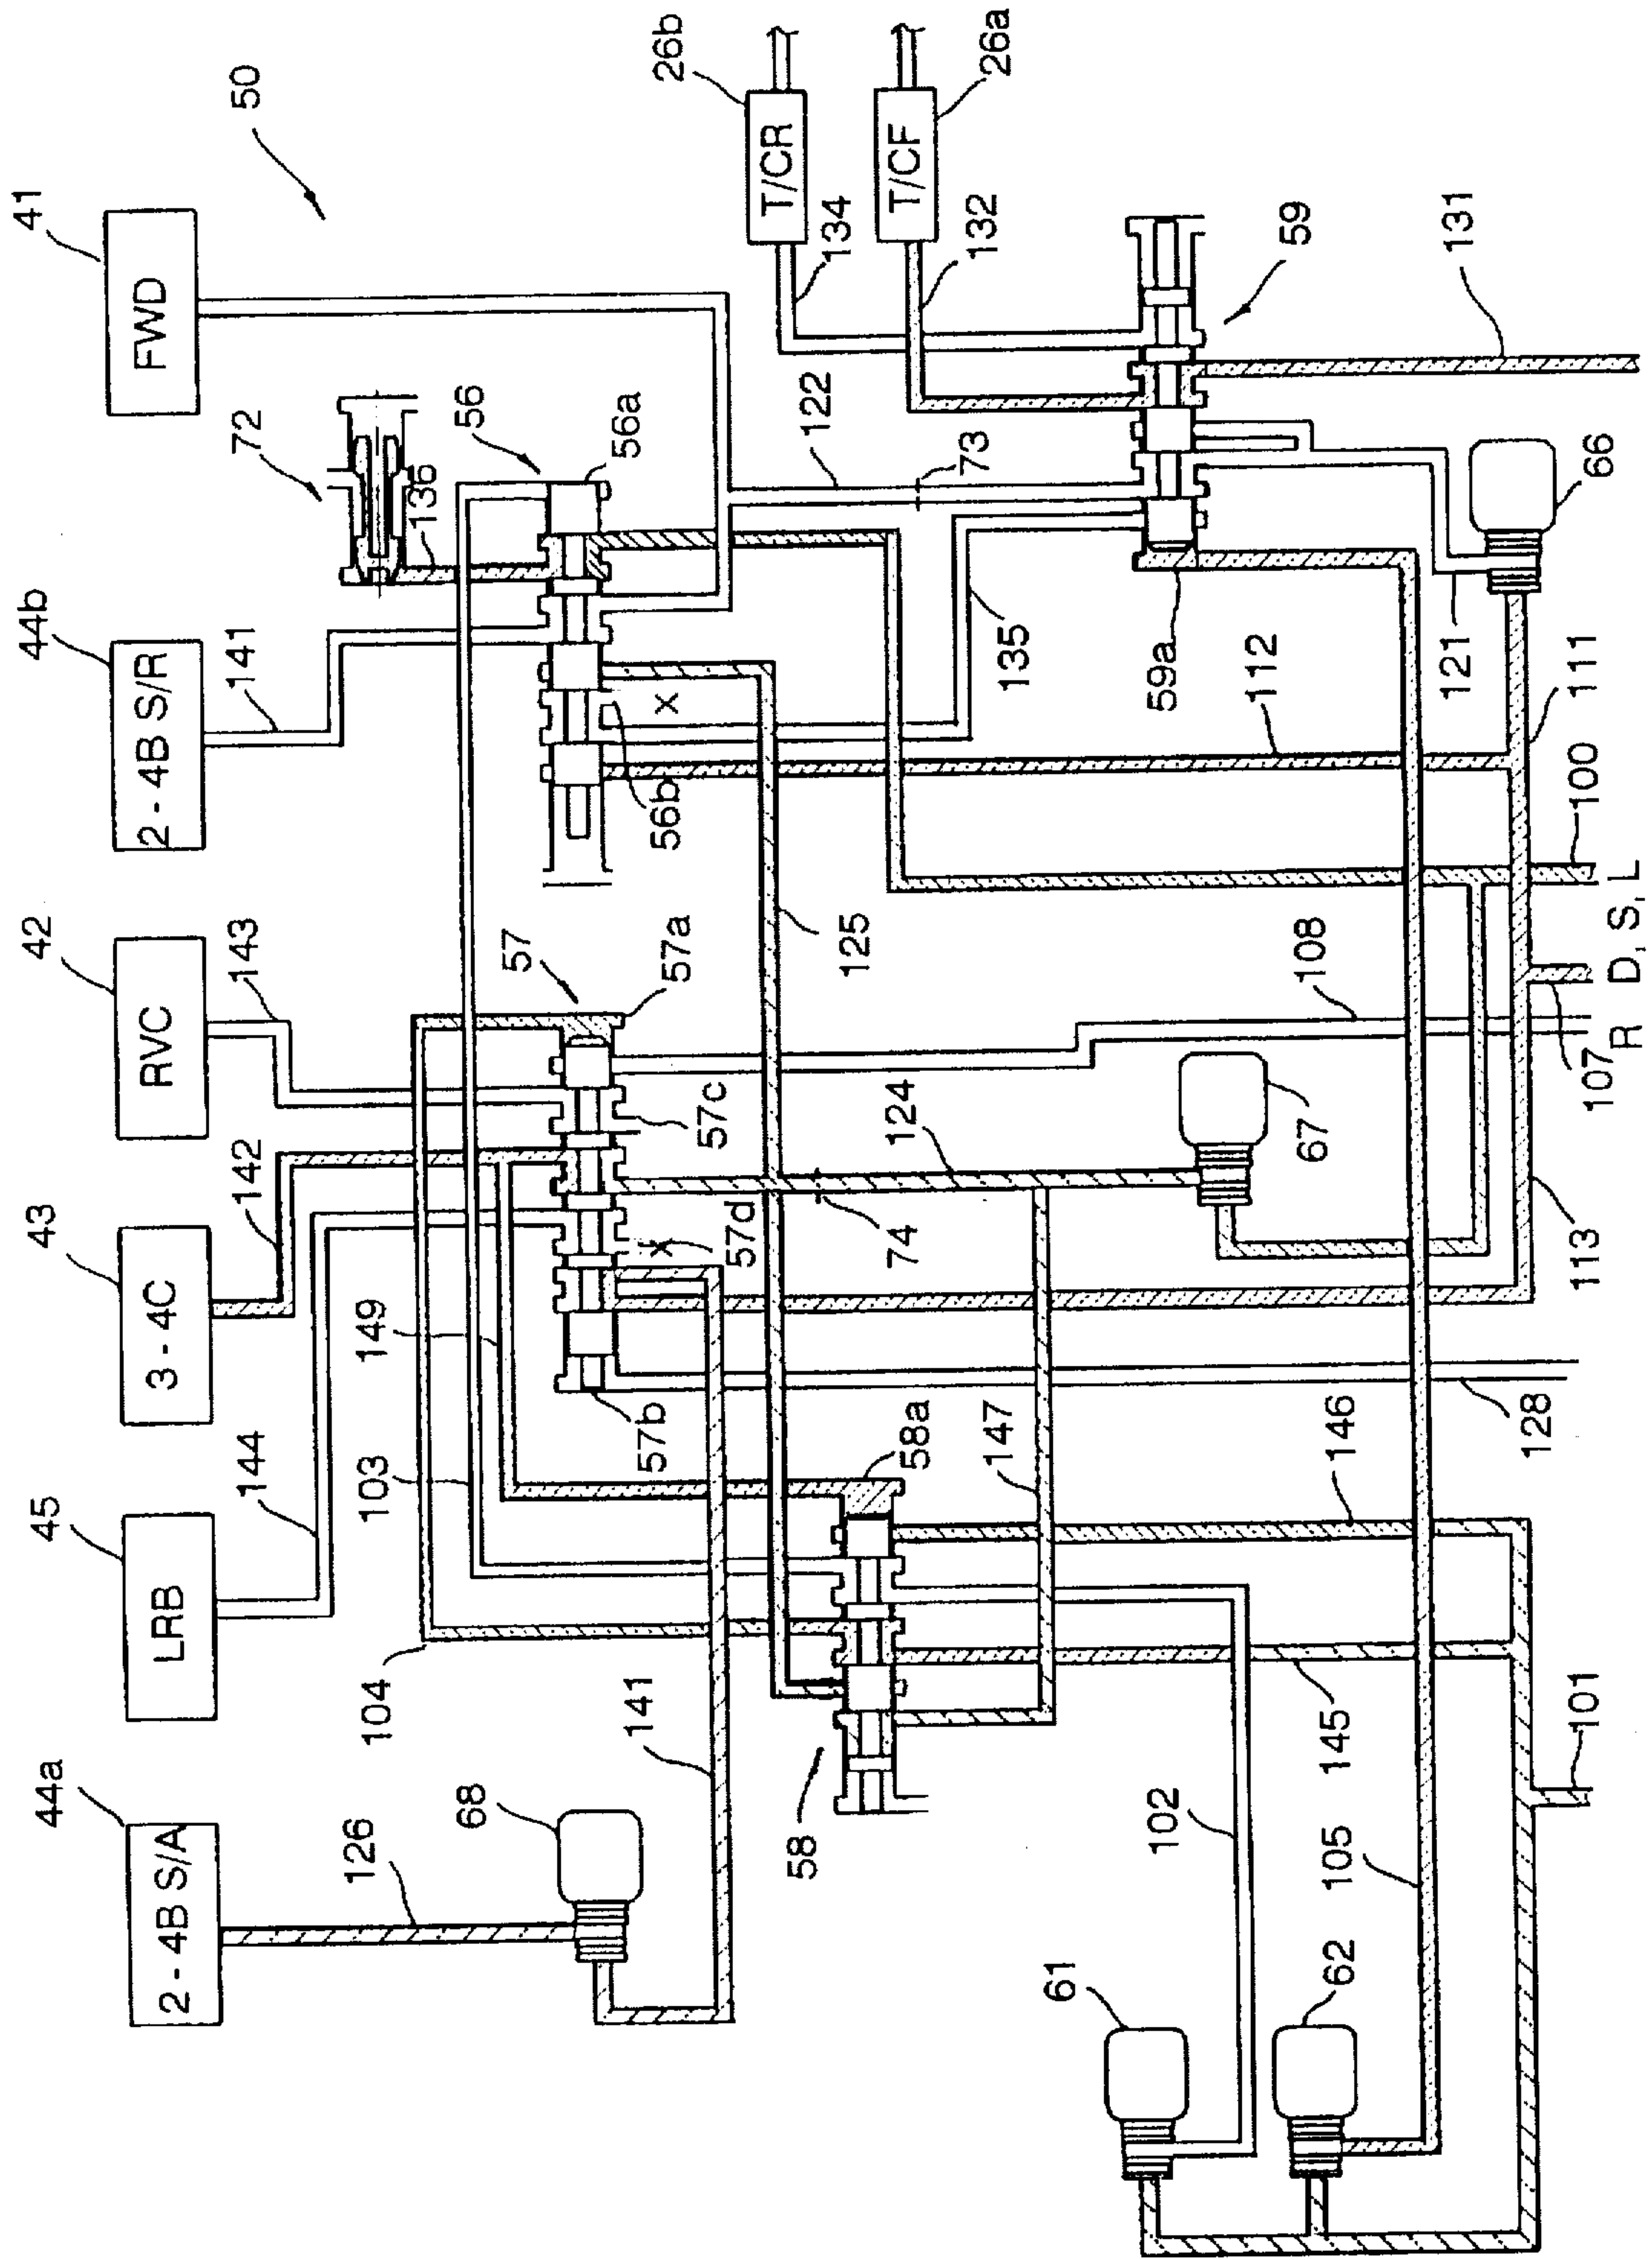 50
41
FWD
72
136
56
56a
44b
2-4B S/R
141
42
RVC
143
57
57a
43
3-4C
142
149
45
LRB
144
103
104
44a
2-4B S/A
126
68
141
26b
T/CR
134
26a
T/CF
132
122
73
59
131
66
135
59a
121
112
111
56b
X
125
108
100
D, S, L
R
107
57c
124
67
57d
X
74
113
57b
58a
147
128
146
58
145
101
102
105
61
62